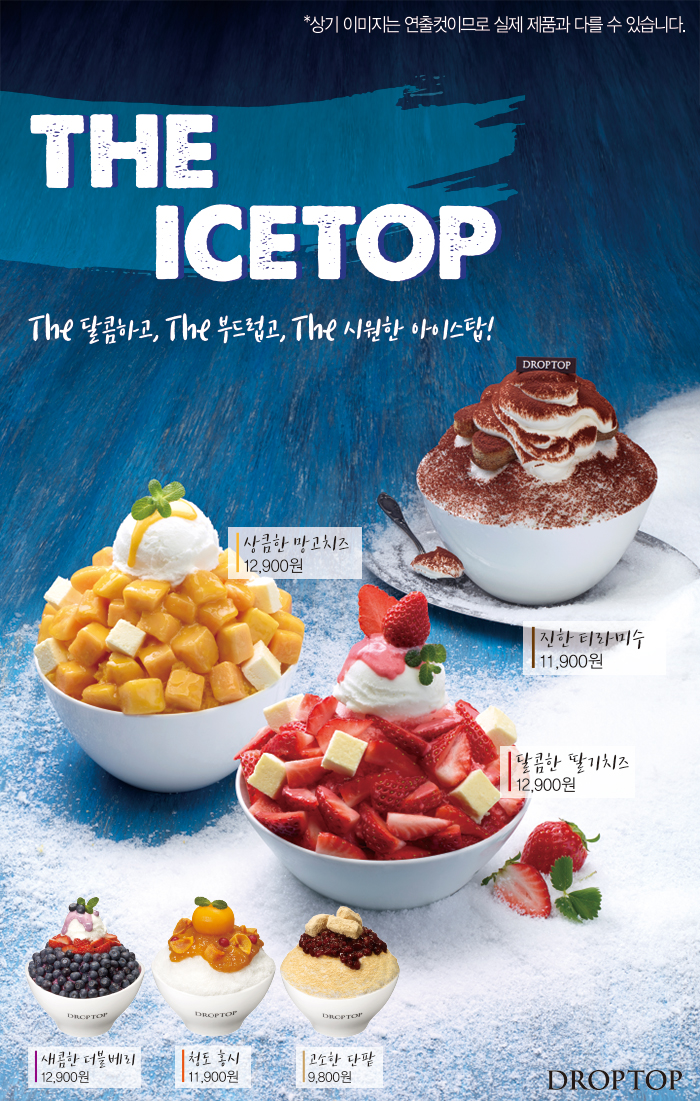 *상기 이미지는 연출컷이므로 실제 제품과 다를 수 있습니다.
THE
ICETOP
The 달콤하고, The 부드럽고, The 시원한 아이스탑!
DROPTOP
상큼한 망고치즈
12,900원
진한 티라미수
11,900원
달콤한 딸기치즈
12,900원
DROPTOP
DROPTOP
DROPTOP
새콤한 더블베리
12,900원
청도 홍시
11,900원
고소한 단팥
9,800원
DROPTOP